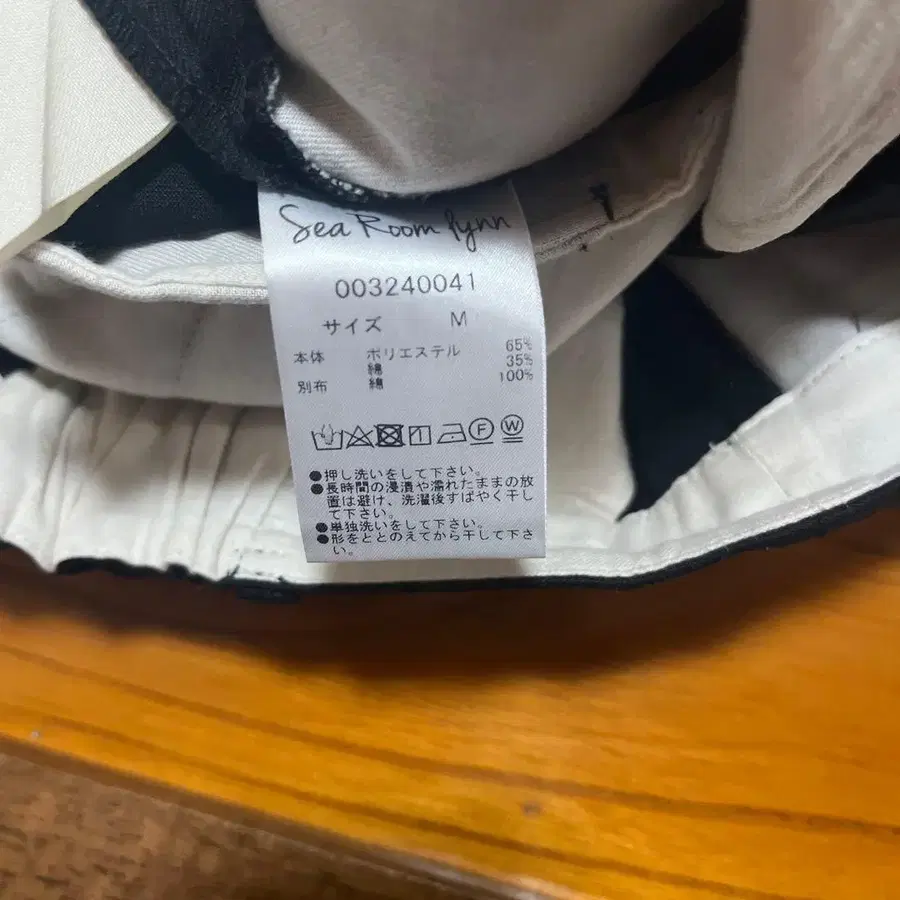 Sea Room lynn
003240041
サイズ M
本体 ポリエステル 65%
綿 35%
別布 綿 100%
F W
●押し洗いをして下さい。
●長時間の浸漬や濡れたままの放
置は避け、洗濯後すばやく干し
て下さい。
●単独洗いをして下さい。
●形をととのえてから干して下さ
い。